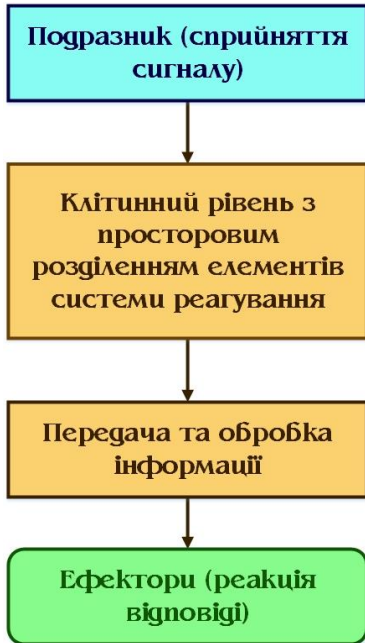 Подразник (сприйняття
сигналу)
Клітинний рівень з
просторовим
розділенням елементів
системи реагування
Передача та обробка
інформації
Ефектори (реакція
відповіді)